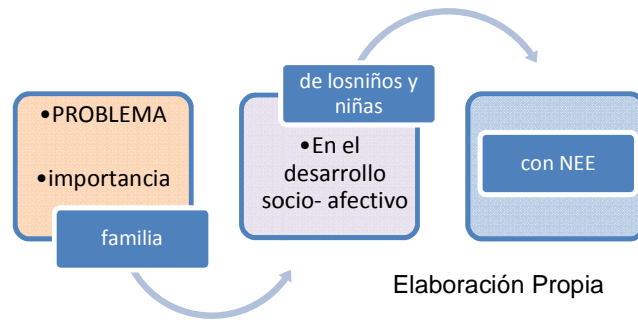 •PROBLEMA
•importancia
familia
de losniños y
niñas
•En el
desarrollo
socio- afectivo
con NEE
Elaboración Propia